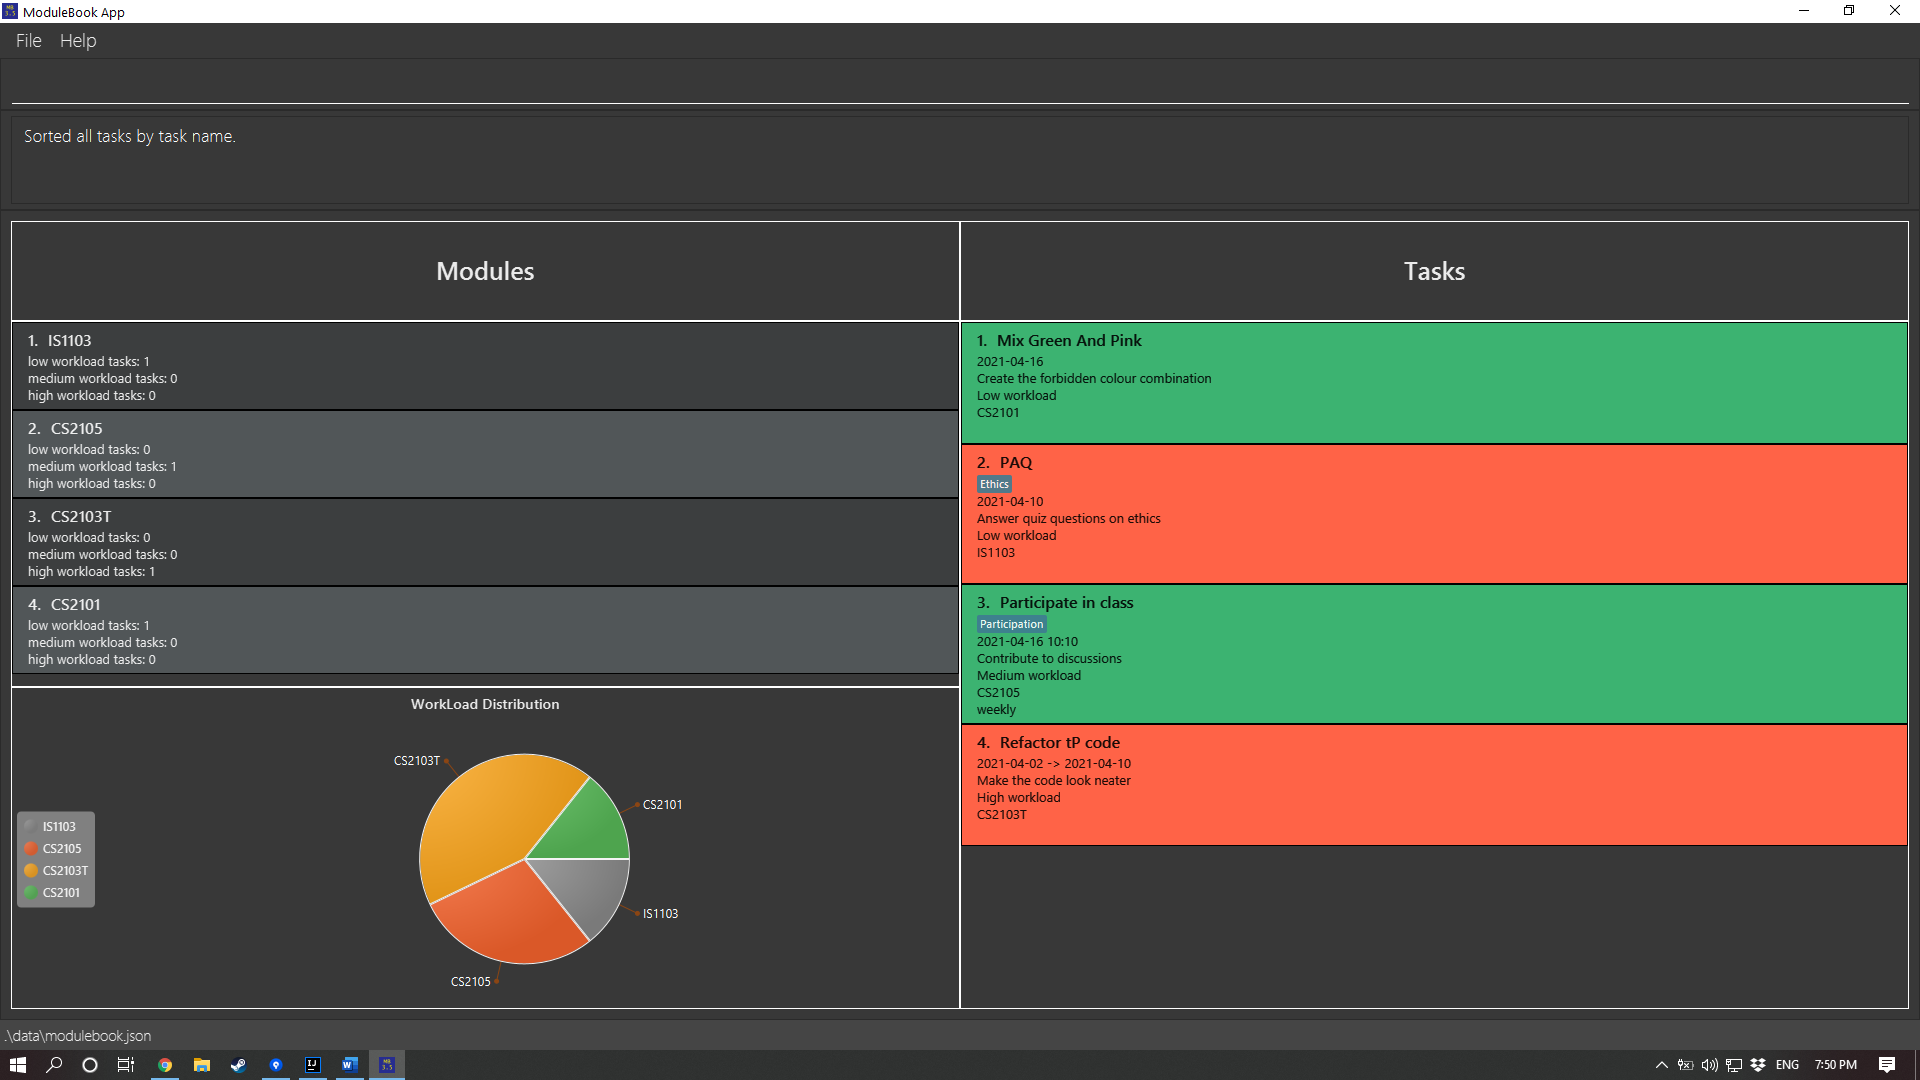 ModuleBook App
File Help
Sorted all tasks by task name.
Modules
1. IS1103
low workload tasks: 1
medium workload tasks: 0
high workload tasks: 0
2. CS2105
low workload tasks: 0
medium workload tasks: 1
high workload tasks: 0
3. CS2103T
low workload tasks: 0
medium workload tasks: 0
high workload tasks: 1
4. CS2101
low workload tasks: 1
medium workload tasks: 0
high workload tasks: 0
WorkLoad Distribution
CS2103T
CS2101
IS1103
CS2105
IS1103
CS2105
CS2103T
CS2101
Tasks
1. Mix Green And Pink
2021-04-16
Create the forbidden colour combination
Low workload
CS2101
2. PAQ
Ethics
2021-04-10
Answer quiz questions on ethics
Low workload
IS1103
3. Participate in class
Participation
2021-04-16 10:10
Contribute to discussions
Medium workload
CS2105
weekly
4. Refactor tP code
2021-04-02 -> 2021-04-10
Make the code look neater
High workload
CS2103T
.\data\modulebook.json
ENG 7:50 PM